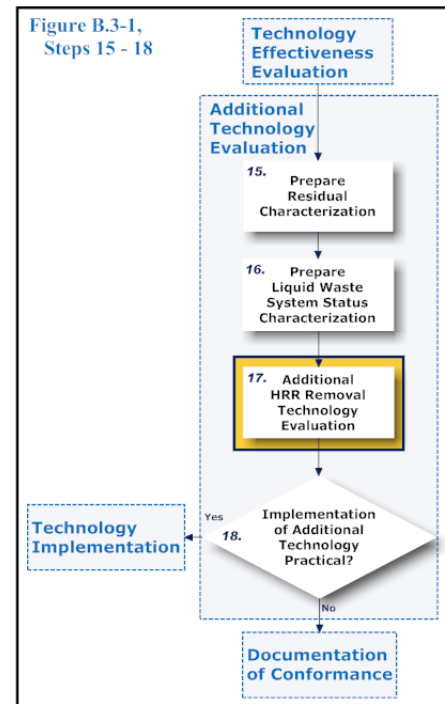 Figure B.3-1,
Steps 15 - 18
Technology
Effectiveness
Evaluation
Additional
Technology
Evaluation
15.
Prepare
Residual
Characterization
16.
Prepare
Liquid Waste
System Status
Characterization
17.
Additional
HRR Removal
Technology
Evaluation
18.
Implementation
of Additional
Technology
Practical?
Yes
Technology
Implementation
No
Documentation
of Conformance